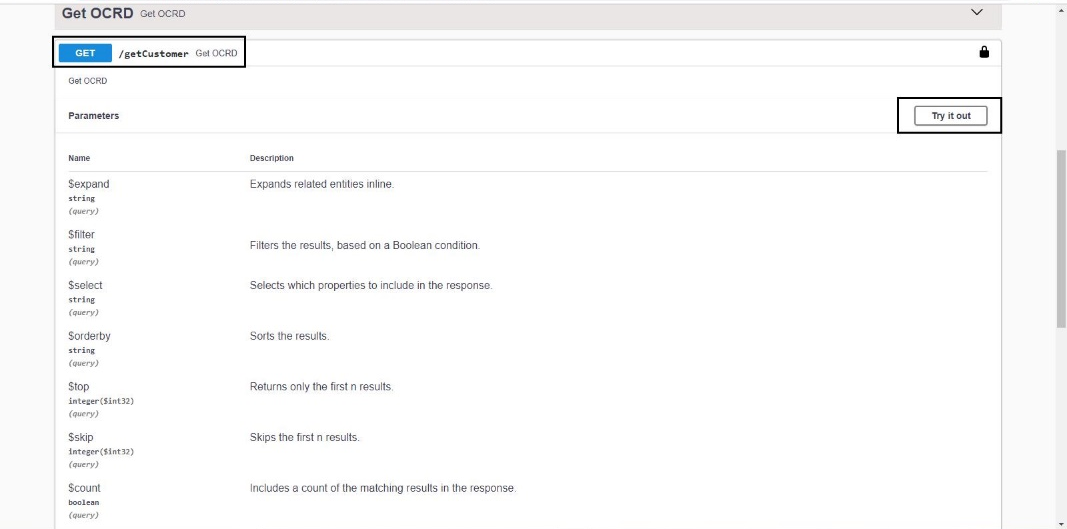 Get OCRD Get OCRD
GET /getCustomer Get OCRD
Get OCRD
Parameters
Try it out
Name Description
$expand Expands related entities inline.
string
(query)
$filter
string Filters the results, based on a Boolean condition.
(query)
$select Selects which properties to include in the response.
string
(query)
$orderby Sorts the results.
string
(query)
$top Returns only the first n results.
integer($int32)
(query)
$skip Skips the first n results.
integer($int32)
(query)
$count Includes a count of the matching results in the response.
boolean
(query)